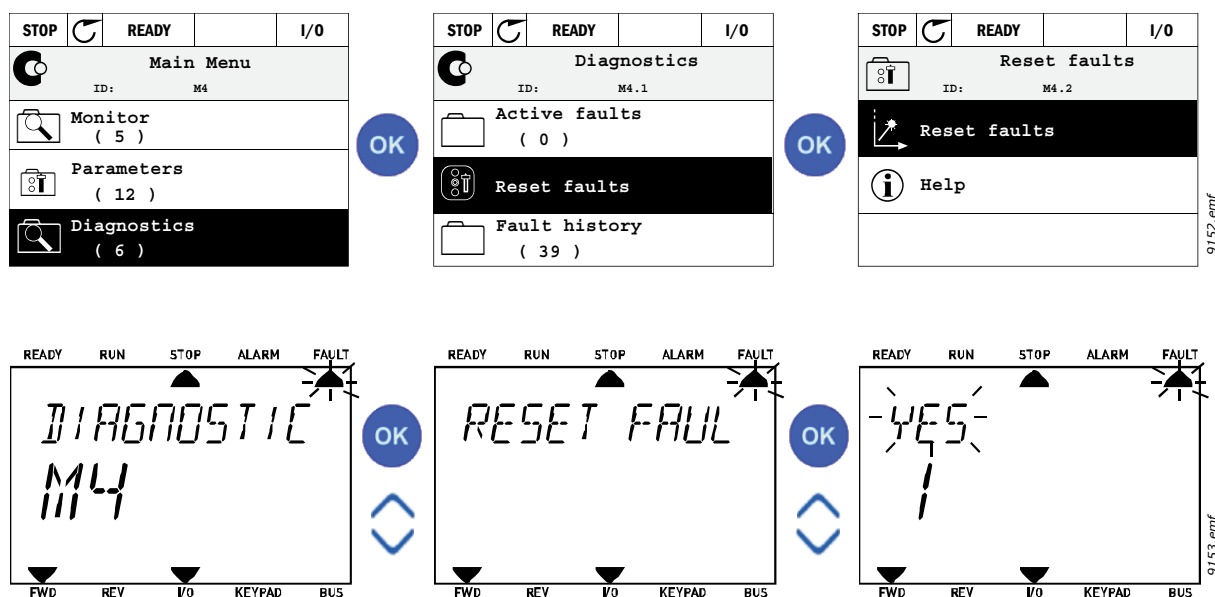 STOP READY I/O
Main Menu
ID: M4
Monitor
( 5 )
Parameters
( 12 )
Diagnostics
( 6 )
OK
STOP READY I/O
Diagnostics
ID: M4.1
Active faults
( 0 )
Reset faults
Fault history
( 39 )
OK
STOP READY I/O
Reset faults
ID: M4.2
Reset faults
Help
9152.emf
READY RUN STOP ALARM FAULT
DIAGNOSTIC
M4
FWD REV I/O KEYPAD BUS
OK
READY RUN STOP ALARM FAULT
RESET FAUL
FWD REV I/O KEYPAD BUS
OK
READY RUN STOP ALARM FAULT
YES
1
FWD REV I/O KEYPAD BUS
9153.emf